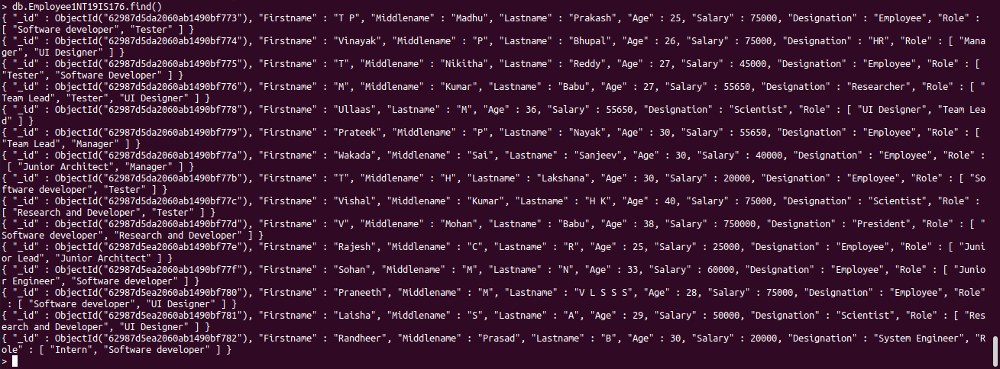 > db.Employee1NT19IS176.find()
{ "_id" : ObjectId("62987d5da2060ab1490bf773"), "Firstname" : "T P", "Middlename" : "Madhu", "Lastname" : "Prakash", "Age" : 25, "Salary" : 75000, "Designation" : "Employee", "Role" :
[ "Software developer", "Tester" ] }
{ "_id" : ObjectId("62987d5da2060ab1490bf774"), "Firstname" : "Vinayak", "Middlename" : "P", "Lastname" : "Bhupal", "Age" : 26, "Salary" : 75000, "Designation" : "HR", "Role" : [ "Mana
ger", "UI Designer" ] }
{ "_id" : ObjectId("62987d5da2060ab1490bf775"), "Firstname" : "T", "Middlename" : "Nikitha", "Lastname" : "Reddy", "Age" : 27, "Salary" : 45000, "Designation" : "Employee", "Role" : [
"Tester", "Software Developer" ] }
{ "_id" : ObjectId("62987d5da2060ab1490bf776"), "Firstname" : "M", "Middlename" : "Kumar", "Lastname" : "Babu", "Age" : 27, "Salary" : 55650, "Designation" : "Researcher", "Role" : [ "
Team Lead", "Tester", "UI Designer" ] }
{ "_id" : ObjectId("62987d5da2060ab1490bf778"), "Firstname" : "Ullaas", "Lastname" : "M", "Age" : 36, "Salary" : 55650, "Designation" : "Scientist", "Role" : [ "UI Designer", "Team Lea
d" ] }
{ "_id" : ObjectId("62987d5da2060ab1490bf779"), "Firstname" : "Prateek", "Middlename" : "P", "Lastname" : "Nayak", "Age" : 30, "Salary" : 55650, "Designation" : "Employee", "Role" : [
"Team Lead", "Manager" ] }
{ "_id" : ObjectId("62987d5da2060ab1490bf77a"), "Firstname" : "Wakada", "Middlename" : "Sai", "Lastname" : "Sanjeev", "Age" : 30, "Salary" : 40000, "Designation" : "Employee", "Role" :
[ "Junior Architect", "Manager" ] }
{ "_id" : ObjectId("62987d5da2060ab1490bf77b"), "Firstname" : "T", "Middlename" : "H", "Lastname" : "Lakshana", "Age" : 30, "Salary" : 20000, "Designation" : "Employee", "Role" : [ "So
ftware developer", "Tester" ] }
{ "_id" : ObjectId("62987d5da2060ab1490bf77c"), "Firstname" : "Vishal", "Middlename" : "Kumar", "Lastname" : "H K", "Age" : 40, "Salary" : 75000, "Designation" : "Scientist", "Role" :
[ "Research and Developer", "Tester" ] }
{ "_id" : ObjectId("62987d5da2060ab1490bf77d"), "Firstname" : "V", "Middlename" : "Mohan", "Lastname" : "Babu", "Age" : 38, "Salary" : 750000, "Designation" : "President", "Role" : [ "
Software developer", "Research and Developer" ] }
{ "_id" : ObjectId("62987d5ea2060ab1490bf77e"), "Firstname" : "Rajesh", "Middlename" : "C", "Lastname" : "R", "Age" : 25, "Salary" : 25000, "Designation" : "Employee", "Role" : [ "Juni
or Lead", "Junior Architect" ] }
{ "_id" : ObjectId("62987d5ea2060ab1490bf77f"), "Firstname" : "Sohan", "Middlename" : "M", "Lastname" : "N", "Age" : 33, "Salary" : 60000, "Designation" : "Employee", "Role" : [ "Junio
r Engineer", "Software developer" ] }
{ "_id" : ObjectId("62987d5ea2060ab1490bf780"), "Firstname" : "Praneeth", "Middlename" : "M", "Lastname" : "V L S S S", "Age" : 28, "Salary" : 75000, "Designation" : "Employee", "Role"
: [ "Software developer", "UI Designer" ] }
{ "_id" : ObjectId("62987d5ea2060ab1490bf781"), "Firstname" : "Laisha", "Middlename" : "S", "Lastname" : "A", "Age" : 29, "Salary" : 50000, "Designation" : "Scientist", "Role" : [ "Res
earch and Developer", "UI Designer" ] }
{ "_id" : ObjectId("62987d5ea2060ab1490bf782"), "Firstname" : "Randheer", "Middlename" : "Prasad", "Lastname" : "B", "Age" : 30, "Salary" : 20000, "Designation" : "System Engineer", "R
ole" : [ "Intern", "Software developer" ] }
>